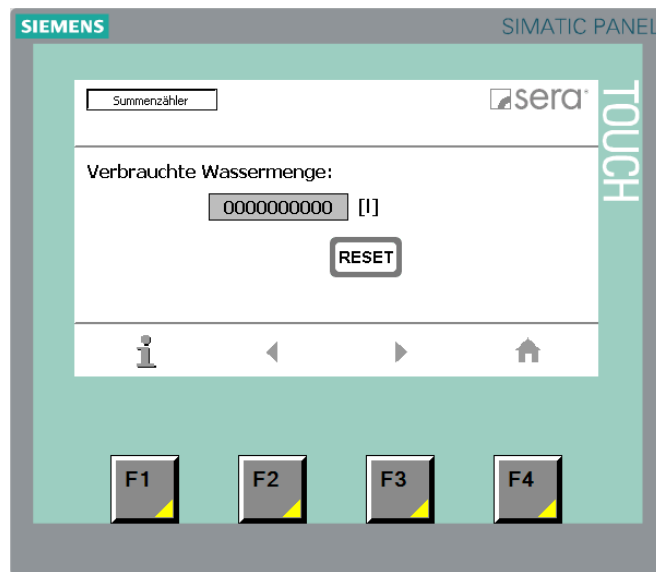 SIEMENS
SIMATIC PANEL
TOUCH
Summenzähler
sera
Verbrauchte Wassermenge:
0000000000 [l]
RESET
F1 F2 F3 F4